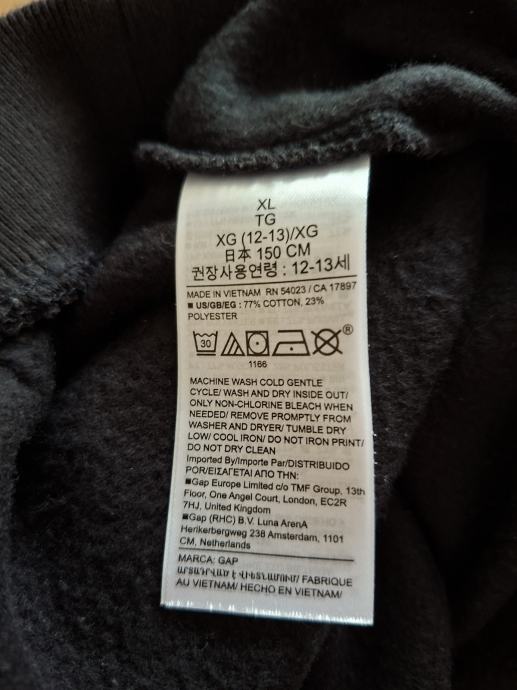 XL
TG
XG (12-13)/XG
日本 150 CM
권장사용연령 : 12-13세
MADE IN VIETNAM RN 54023 / CA 17897
■ US/GB/EG : 77% COTTON, 23%
POLYESTER
30
®
1166
MACHINE WASH COLD GENTLE
CYCLE/ WASH AND DRY INSIDE OUT/
ONLY NON-CHLORINE BLEACH WHEN
NEEDED/ REMOVE PROMPTLY FROM
WASHER AND DRYER/ TUMBLE DRY
LOW/ COOL IRON/ DO NOT IRON PRINT/
DO NOT DRY CLEAN
Imported By/Importe Par/DISTRIBUIDO
POR/ΕΙΣΑΓΕΤΑΙ ΑΠΟ ΤΗΝ:
■Gap Europe Limited c/o TMF Group, 13th
Floor, One Angel Court, London, EC2R
7HJ, United Kingdom
■Gap (RHC) B.V. Luna ArenA
Herikerbergweg 238 Amsterdam, 1101
CM, Netherlands
MARCA: GAP
ԱՐՏԱԴՐՎԱԾ Է ՎԻԵՏՆԱՄՈՒՄ/ FABRIQUÉ
AU VIETNAM/ HECHO EN VIETNAM/